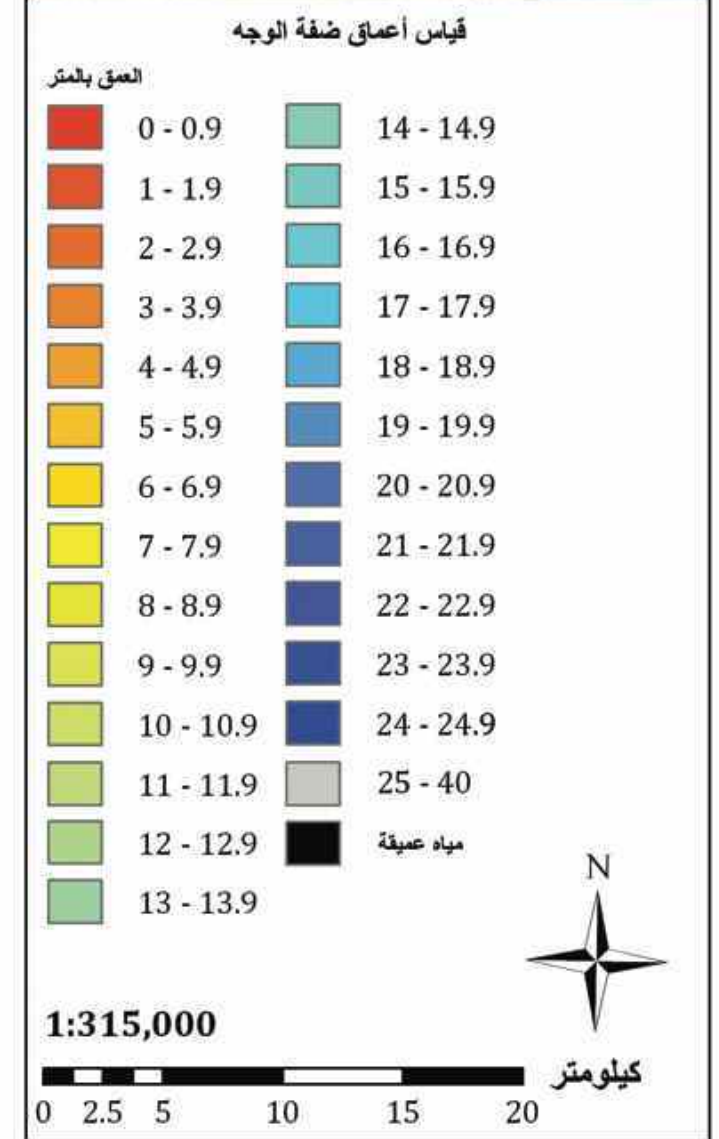 قياس أعماق ضفة الوجه
العمق بالمتر
0 - 0.9
1 - 1.9
2 - 2.9
3 - 3.9
4 - 4.9
5 - 5.9
6 - 6.9
7 - 7.9
8 - 8.9
9 - 9.9
10 - 10.9
11 - 11.9
12 - 12.9
13 - 13.9
14 - 14.9
15 - 15.9
16 - 16.9
17 - 17.9
18 - 18.9
19 - 19.9
20 - 20.9
21 - 21.9
22 - 22.9
23 - 23.9
24 - 24.9
25 - 40
مياه عميقة
N
1:315,000
كيلومتر
0 2.5 5 10 15 20